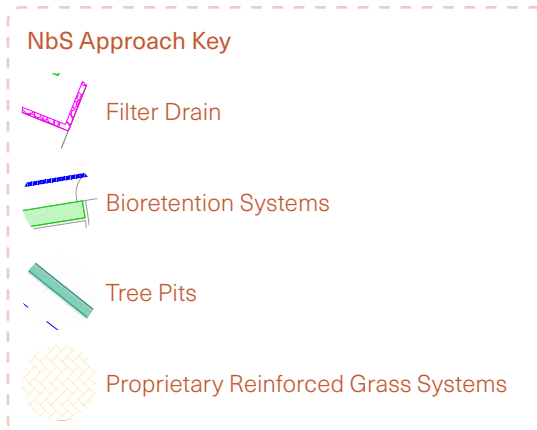 NbS Approach Key
Filter Drain
Bioretention Systems
Tree Pits
Proprietary Reinforced Grass Systems